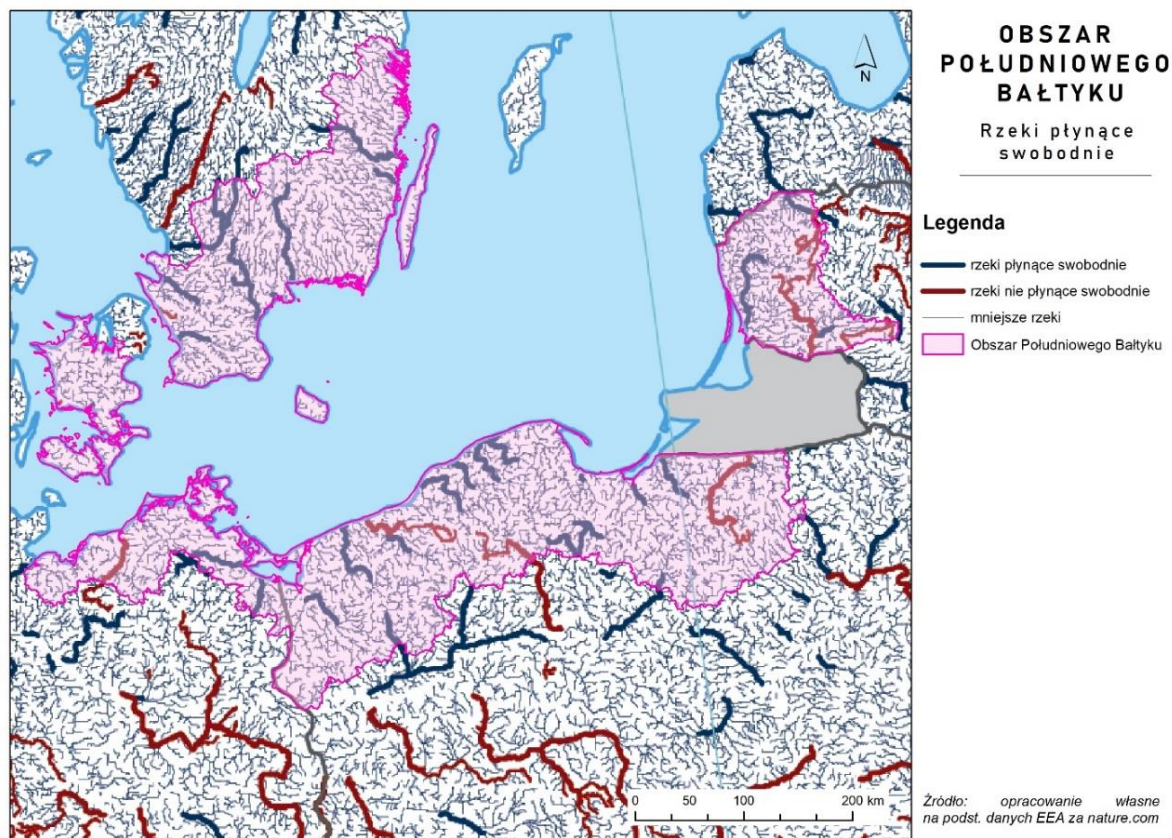 OBSZAR
POŁUDNIOWEGO
BAŁTYKU
Rzeki płynące
swobodnie
N
Legenda
rzeki płynące swobodnie
rzeki nie płynące swobodnie
mniejsze rzeki
Obszar Południowego Bałtyku
0 50 100 200 km
Źródło: opracowanie własne
na podst. danych EEA za nature.com